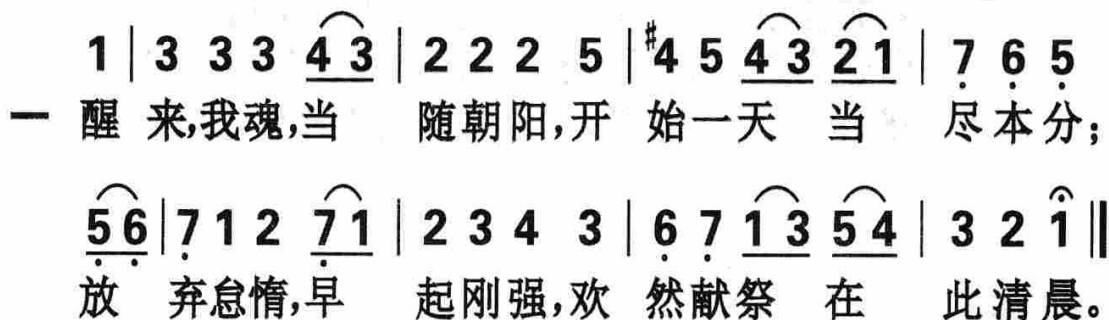 1 | 3 3 3 4 3 | 2 2 2 5 | #4 5 4 3 2 1 | 7 6 5
一 醒 来,我魂,当 随朝阳,开 始一天 当 尽本分;
5 6 | 7 1 2 7 1 | 2 3 4 3 | 6 7 1 3 5 4 | 3 2 1 ‖
放 弃怠惰,早 起刚强,欢 然献祭 在 此清晨。